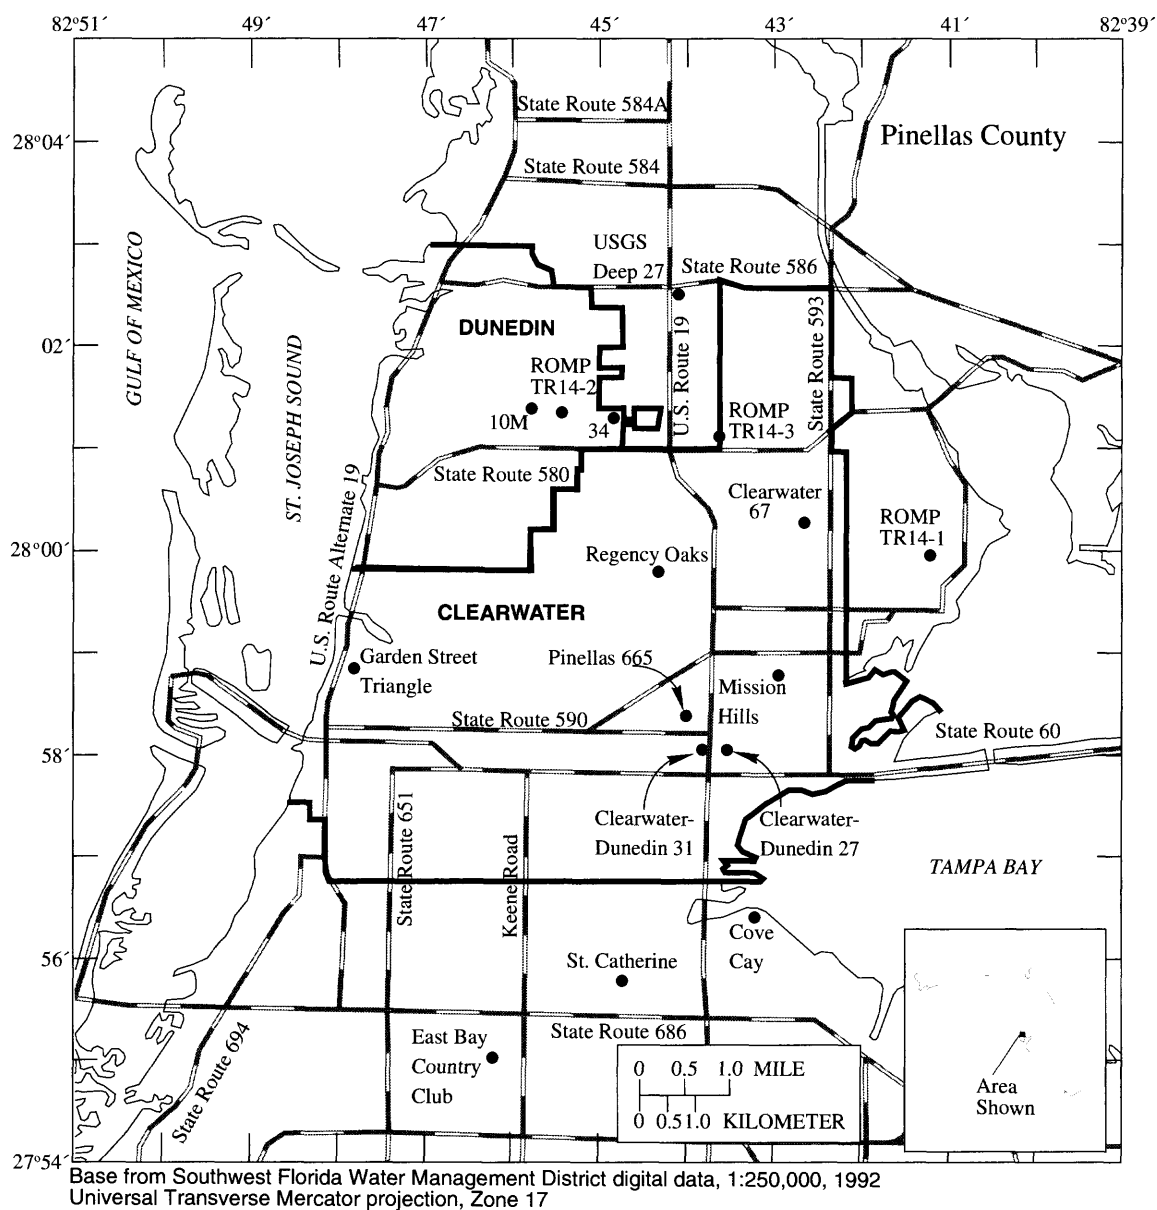 82°51′ 49′ 47′ 45′ 43′ 41′ 82°39′
State Route 584A
28°04′
Pinellas County
State Route 584
USGS
Deep 27
State Route 586
GULF OF MEXICO
ST. JOSEPH SOUND
DUNEDIN
U.S. Route 19
State Route 593
02′
ROMP
TR14-2
10M
34
ROMP
TR14-3
State Route 580
U.S. Route Alternate 19
Clearwater
67
ROMP
TR14-1
28°00′
Regency Oaks
CLEARWATER
Garden Street
Triangle
Pinellas 665
Mission
Hills
State Route 590
State Route 60
58′
State Route 651
Keene Road
Clearwater-
Dunedin 31
Clearwater-
Dunedin 27
TAMPA BAY
Cove
Cay
56′
St. Catherine
State Route 694
State Route 686
East Bay
Country
Club
0 0.5 1.0 MILE
0 0.5 1.0 KILOMETER
Area
Shown
27°54′
Base from Southwest Florida Water Management District digital data, 1:250,000, 1992
Universal Transverse Mercator projection, Zone 17